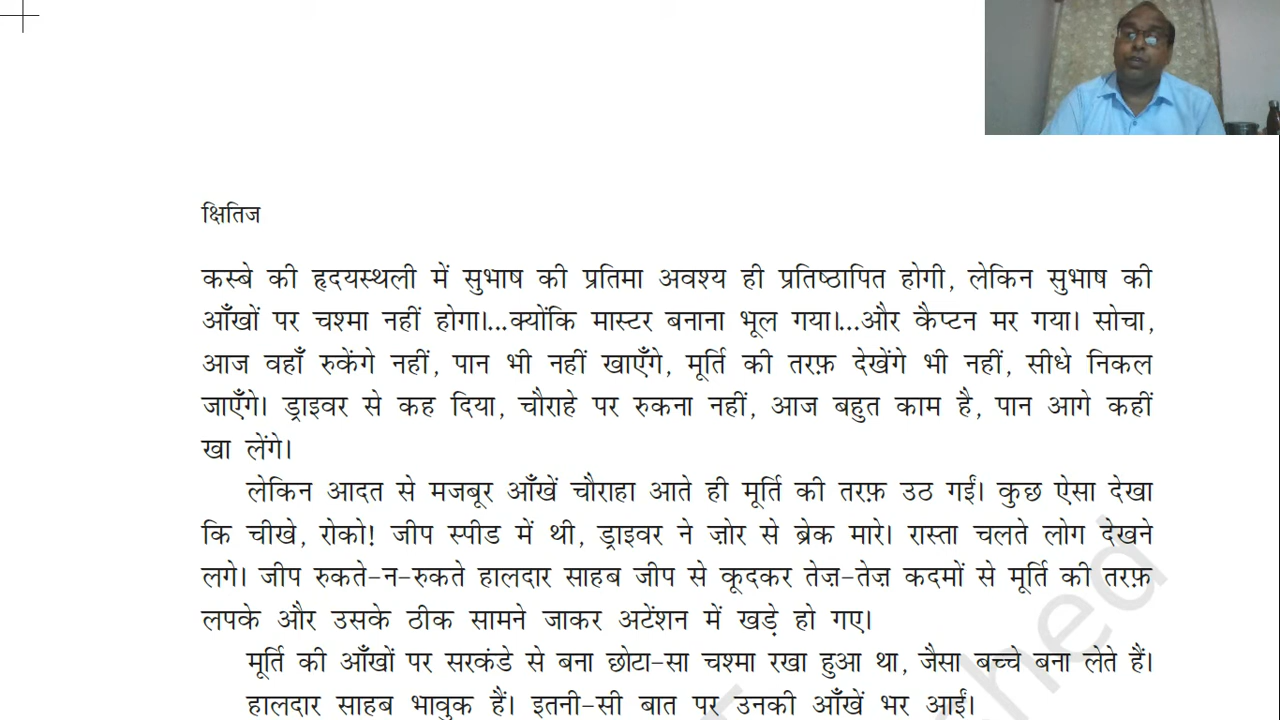 क्षितिज
कस्बे की हृदयस्थली में सुभाष की प्रतिमा अवश्य ही प्रतिष्ठापित होगी, लेकिन सुभाष की
आँखों पर चश्मा नहीं होगा।...क्योंकि मास्टर बनाना भूल गया।...और कैप्टन मर गया। सोचा,
आज वहाँ रुकेंगे नहीं, पान भी नहीं खाएँगे, मूर्ति की तरफ़ देखेंगे भी नहीं, सीधे निकल
जाएँगे। ड्राइवर से कह दिया, चौराहे पर रुकना नहीं, आज बहुत काम है, पान आगे कहीं
खा लेंगे।
लेकिन आदत से मजबूर आँखें चौराहा आते ही मूर्ति की तरफ़ उठ गईं। कुछ ऐसा देखा
कि चीखे, रोको! जीप स्पीड में थी, ड्राइवर ने ज़ोर से ब्रेक मारे। रास्ता चलते लोग देखने
लगे। जीप रुकते-न-रुकते हालदार साहब जीप से कूदकर तेज़-तेज़ कदमों से मूर्ति की तरफ़
लपके और उसके ठीक सामने जाकर अटेंशन में खड़े हो गए।
मूर्ति की आँखों पर सरकंडे से बना छोटा-सा चश्मा रखा हुआ था, जैसा बच्चे बना लेते हैं।
हालदार साहब भावुक हैं। इतनी-सी बात पर उनकी आँखें भर आईं।